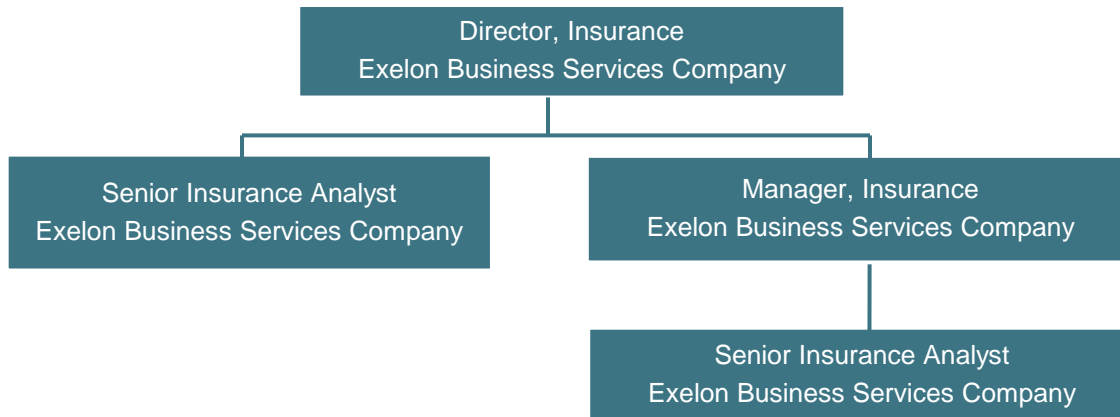 Director, Insurance
Exelon Business Services Company
Senior Insurance Analyst
Exelon Business Services Company
Manager, Insurance
Exelon Business Services Company
Senior Insurance Analyst
Exelon Business Services Company